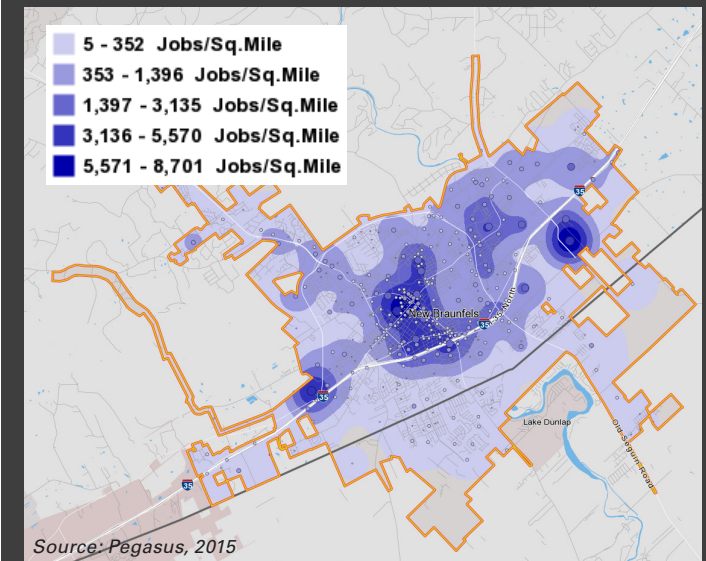 5 - 352 Jobs/Sq.Mile
353 - 1,396 Jobs/Sq.Mile
1,397 - 3,135 Jobs/Sq.Mile
3,136 - 5,570 Jobs/Sq.Mile
5,571 - 8,701 Jobs/Sq.Mile
35
New Braunfels
35
I-35 North
35
Lake Dunlap
Old Seguin Road
35
Source: Pegasus, 2015